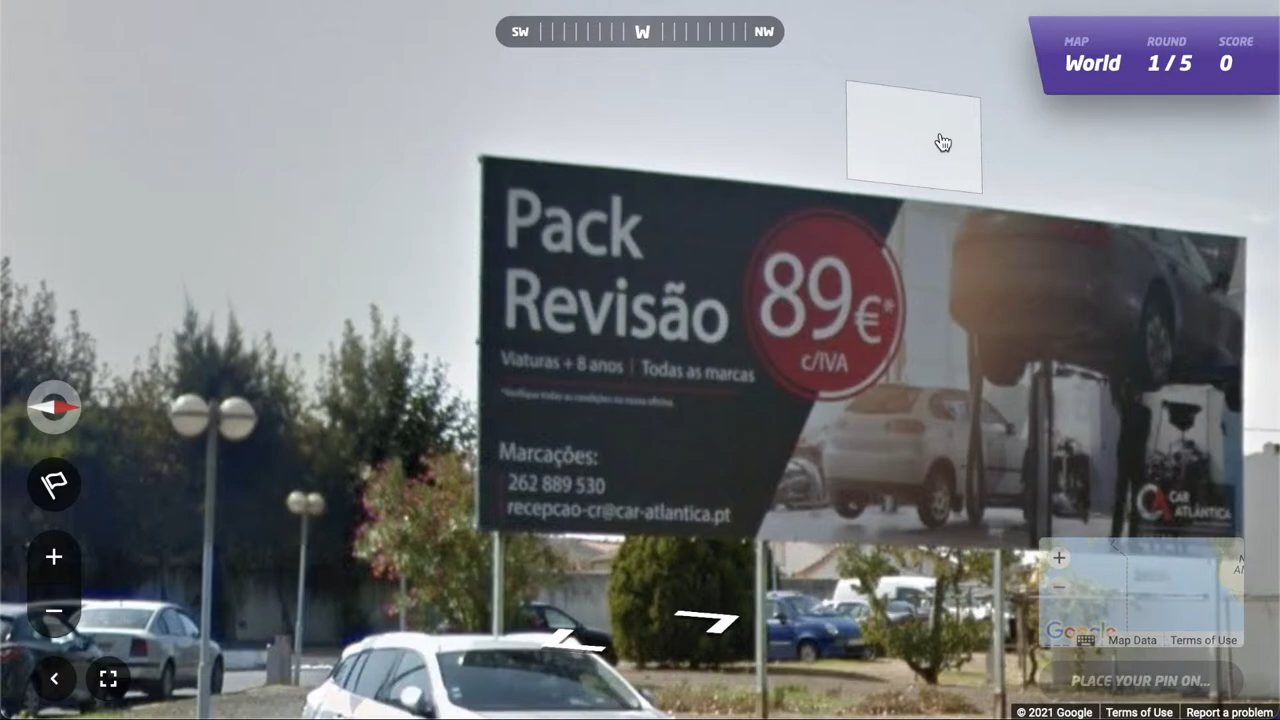 SW W NW
MAP ROUND SCORE
World 1 / 5 0
Pack
Revisão
89€*
c/IVA
Viaturas + 8 anos | Todas as marcas
Marcações:
262 889 530
recepcao-cr@car-atlantica.pt
CAR
ATLÂNTICA
Google
Map Data Terms of Use
PLACE YOUR PIN ON...
© 2021 Google Terms of Use Report a problem